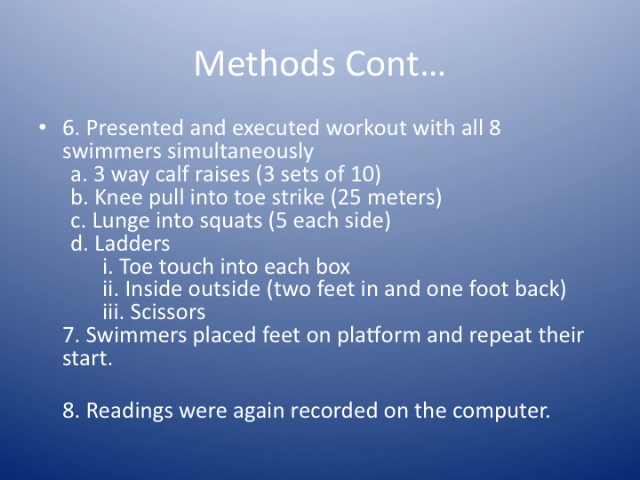 Methods Cont…
• 6. Presented and executed workout with all 8
swimmers simultaneously
a. 3 way calf raises (3 sets of 10)
b. Knee pull into toe strike (25 meters)
c. Lunge into squats (5 each side)
d. Ladders
i. Toe touch into each box
ii. Inside outside (two feet in and one foot back)
iii. Scissors
7. Swimmers placed feet on platform and repeat their
start.
8. Readings were again recorded on the computer.